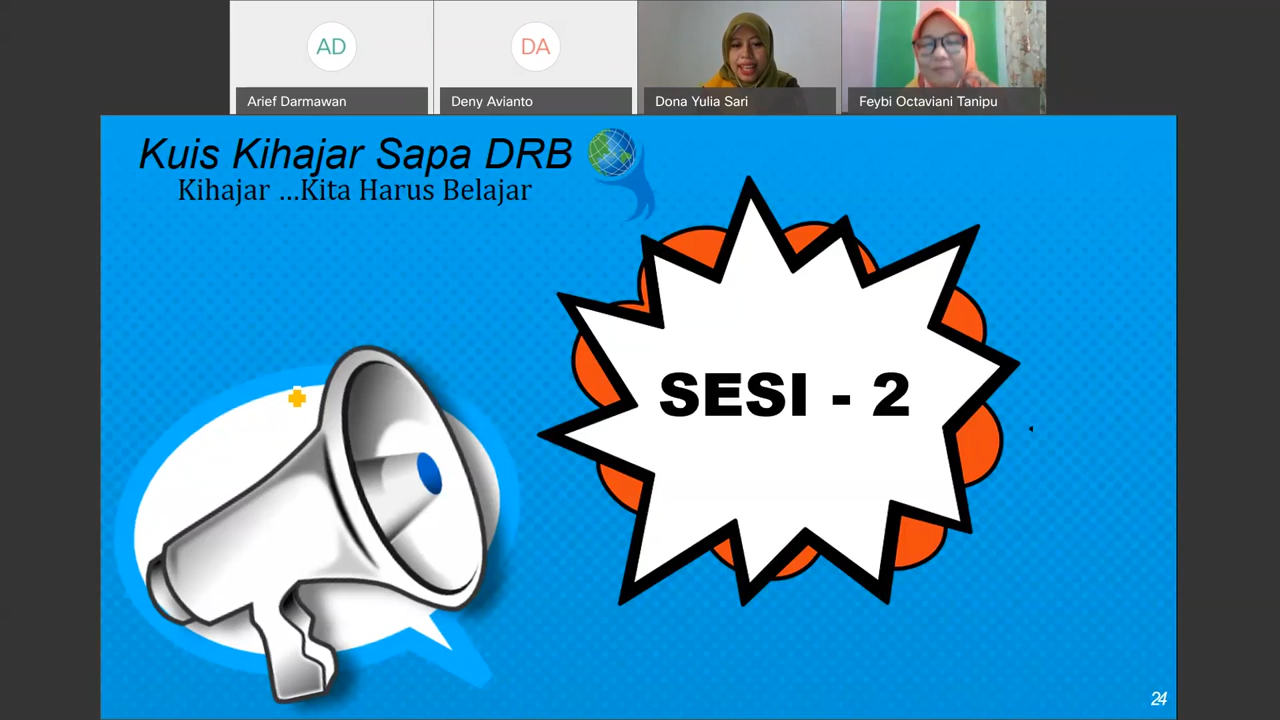 AD
DA
Arief Darmawan
Deny Avianto
Dona Yulia Sari
Feybi Octaviani Tanipu
Kuis Kihajar Sapa DRB
Kihajar ...Kita Harus Belajar
SESI - 2
24